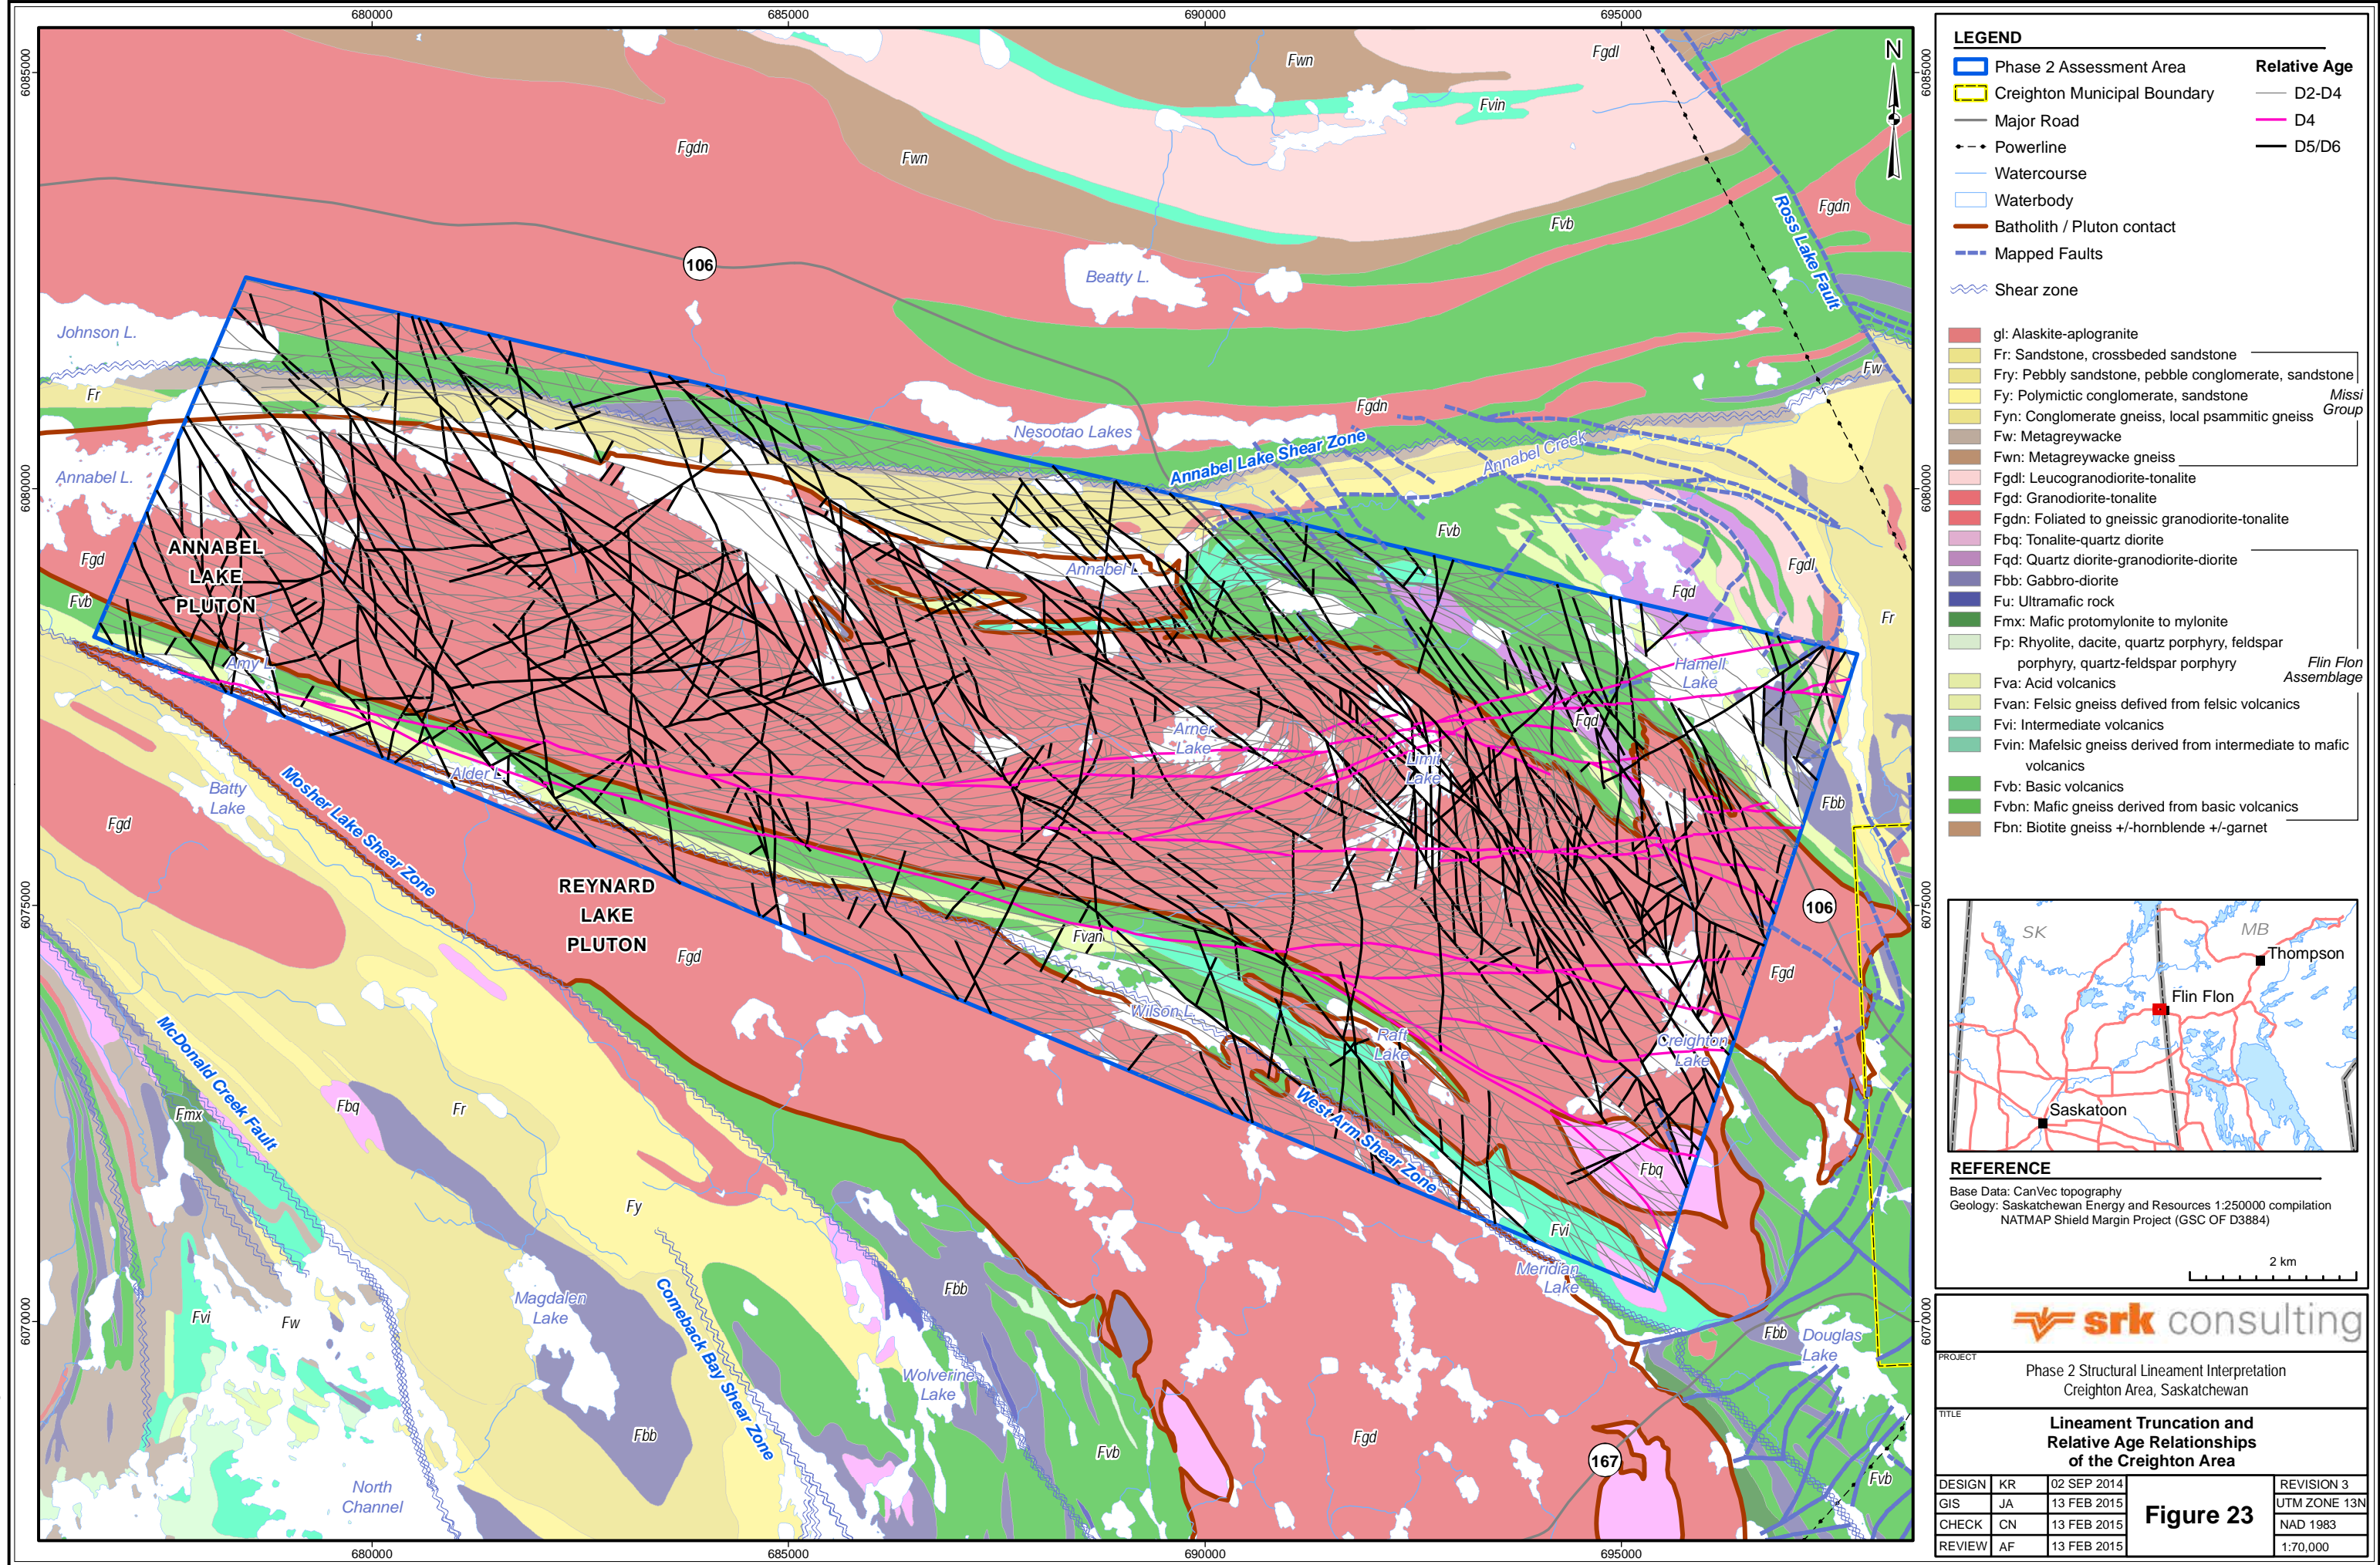 680000
685000
690000
695000
6085000
6080000
6075000
6070000
6085000
6080000
6075000
6070000
680000
685000
690000
695000
N
Fgdl
Fwn
Fvin
Fgdn
Fwn
Fvb
Fgdn
Ross Lake Fault
106
Beatty L.
Johnson L.
Fr
Fw
Fgdn
Nesootao Lakes
Annabel Lake Shear Zone
Annabel Creek
Annabel L.
Fvb
Fgd
ANNABEL
LAKE
PLUTON
Annabel L.
Fgdl
Fqd
Fvb
Fr
Amy L.
Hamell
Lake
Fqd
Arner
Lake
Limit
Lake
Alder L.
Mosher Lake Shear Zone
Batty
Lake
Fgd
Fbb
REYNARD
LAKE
PLUTON
106
Fvan
Fgd
Fgd
Wilson L.
Raft
Lake
Creighton
Lake
McDonald Creek Fault
Fmx
Fbq
Fr
West Arm Shear Zone
Fbq
Fy
Fvi
Meridian
Lake
Fvi
Fw
Magdalen
Lake
Comeback Bay Shear Zone
Fbb
Fbb
Douglas
Lake
Wolverine
Lake
Fbb
Fvb
Fgd
167
Fvb
North
Channel
LEGEND
Phase 2 Assessment Area
Creighton Municipal Boundary
Major Road
Powerline
Watercourse
Waterbody
Batholith / Pluton contact
Mapped Faults
Shear zone
Relative Age
D2-D4
D4
D5/D6
gl: Alaskite-aplogranite
Fr: Sandstone, crossbeded sandstone
Fry: Pebbly sandstone, pebble conglomerate, sandstone
Fy: Polymictic conglomerate, sandstone
Fyn: Conglomerate gneiss, local psammitic gneiss
Missi
Group
Fw: Metagreywacke
Fwn: Metagreywacke gneiss
Fgdl: Leucogranodiorite-tonalite
Fgd: Granodiorite-tonalite
Fgdn: Foliated to gneissic granodiorite-tonalite
Fbq: Tonalite-quartz diorite
Fqd: Quartz diorite-granodiorite-diorite
Fbb: Gabbro-diorite
Fu: Ultramafic rock
Fmx: Mafic protomylonite to mylonite
Fp: Rhyolite, dacite, quartz porphyry, feldspar
porphyry, quartz-feldspar porphyry
Flin Flon
Assemblage
Fva: Acid volcanics
Fvan: Felsic gneiss defived from felsic volcanics
Fvi: Intermediate volcanics
Fvin: Mafelsic gneiss derived from intermediate to mafic
volcanics
Fvb: Basic volcanics
Fvbn: Mafic gneiss derived from basic volcanics
Fbn: Biotite gneiss +/-hornblende +/-garnet
SK
MB
Thompson
Flin Flon
Saskatoon
REFERENCE
Base Data: CanVec topography
Geology: Saskatchewan Energy and Resources 1:250000 compilation
NATMAP Shield Margin Project (GSC OF D3884)
2 km
srk consulting
PROJECT
Phase 2 Structural Lineament Interpretation
Creighton Area, Saskatchewan
TITLE
Lineament Truncation and
Relative Age Relationships
of the Creighton Area
DESIGN KR 02 SEP 2014
GIS JA 13 FEB 2015
CHECK CN 13 FEB 2015
REVIEW AF 13 FEB 2015
Figure 23
REVISION 3
UTM ZONE 13N
NAD 1983
1:70,000